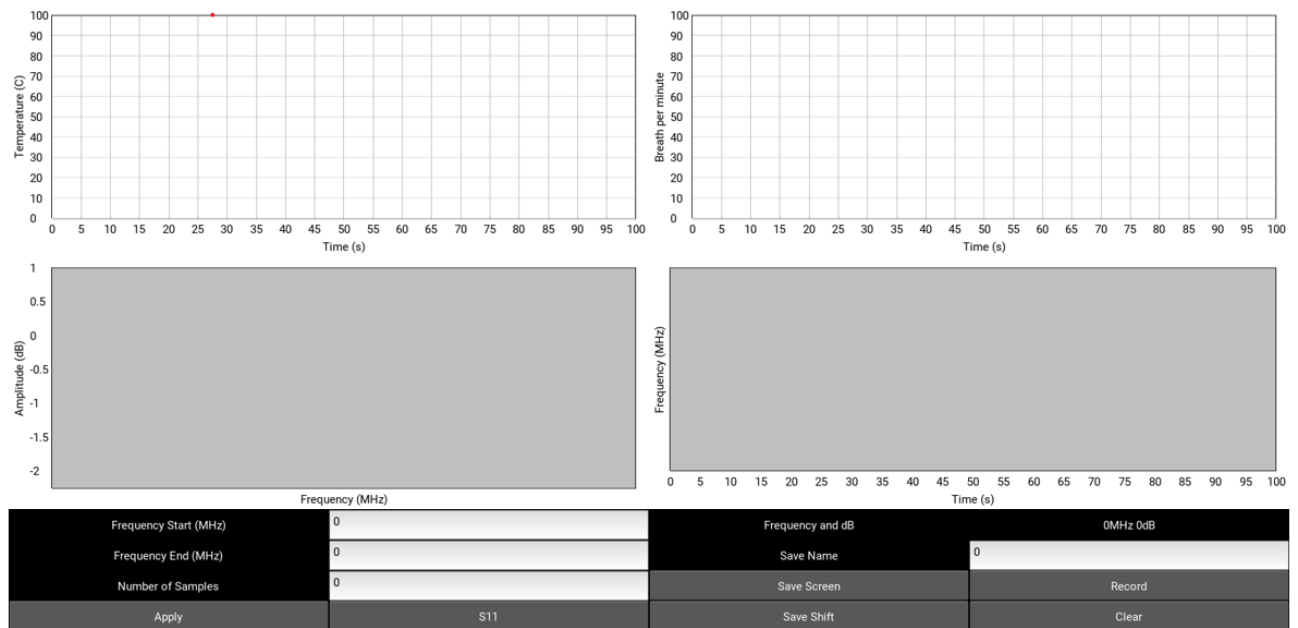 Temperature (C)
100
90
80
70
60
50
40
30
20
10
0
0 5 10 15 20 25 30 35 40 45 50 55 60 65 70 75 80 85 90 95 100
Time (s)
Breath per minute
100
90
80
70
60
50
40
30
20
10
0
0 5 10 15 20 25 30 35 40 45 50 55 60 65 70 75 80 85 90 95 100
Time (s)
Amplitude (dB)
1
0.5
0
-0.5
-1
-1.5
-2
Frequency (MHz)
Frequency (MHz)
0 5 10 15 20 25 30 35 40 45 50 55 60 65 70 75 80 85 90 95 100
Time (s)
Frequency Start (MHz) 0 Frequency and dB 0MHz 0dB
Frequency End (MHz) 0 Save Name 0
Number of Samples 0 Save Screen Record
Apply S11 Save Shift Clear